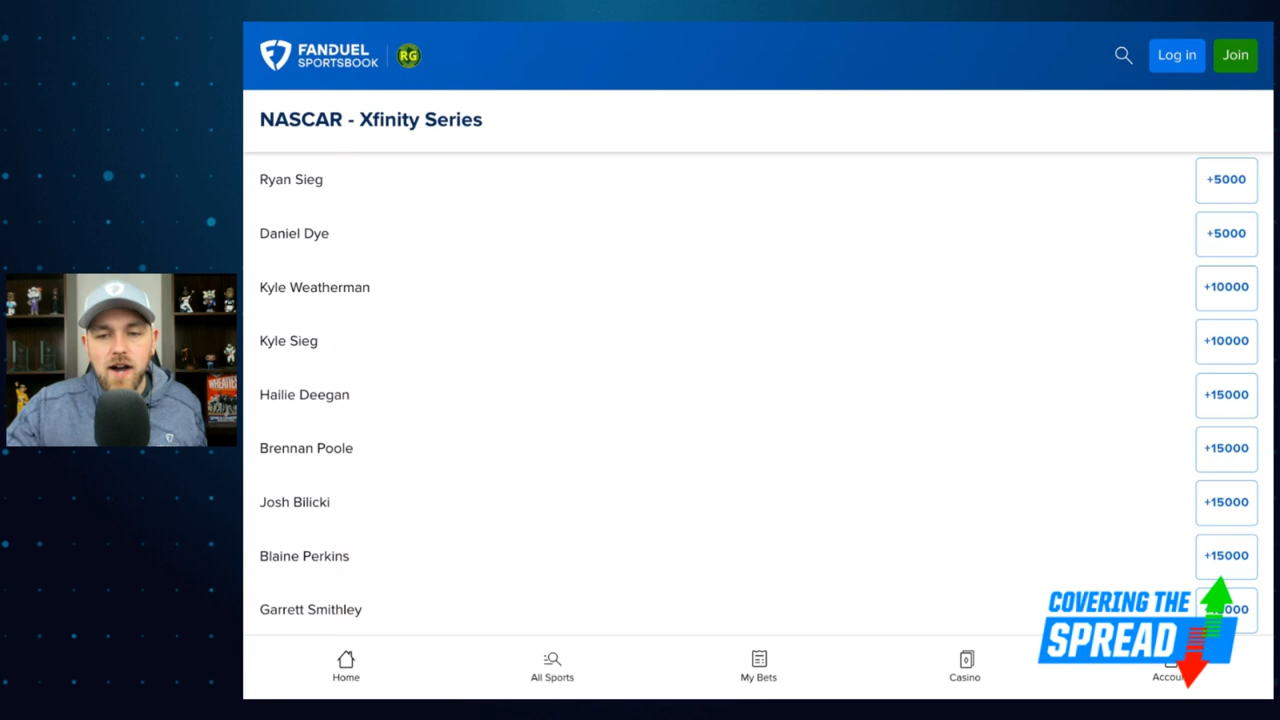 FANDUEL
SPORTSBOOK
RG
Log in
Join
NASCAR - Xfinity Series
Ryan Sieg +5000
Daniel Dye +5000
Kyle Weatherman +10000
Kyle Sieg +10000
Hailie Deegan +15000
Brennan Poole +15000
Josh Bilicki +15000
Blaine Perkins +15000
Garrett Smithley
COVERING THE
SPREAD
Home
All Sports
My Bets
Casino
WHEATIES